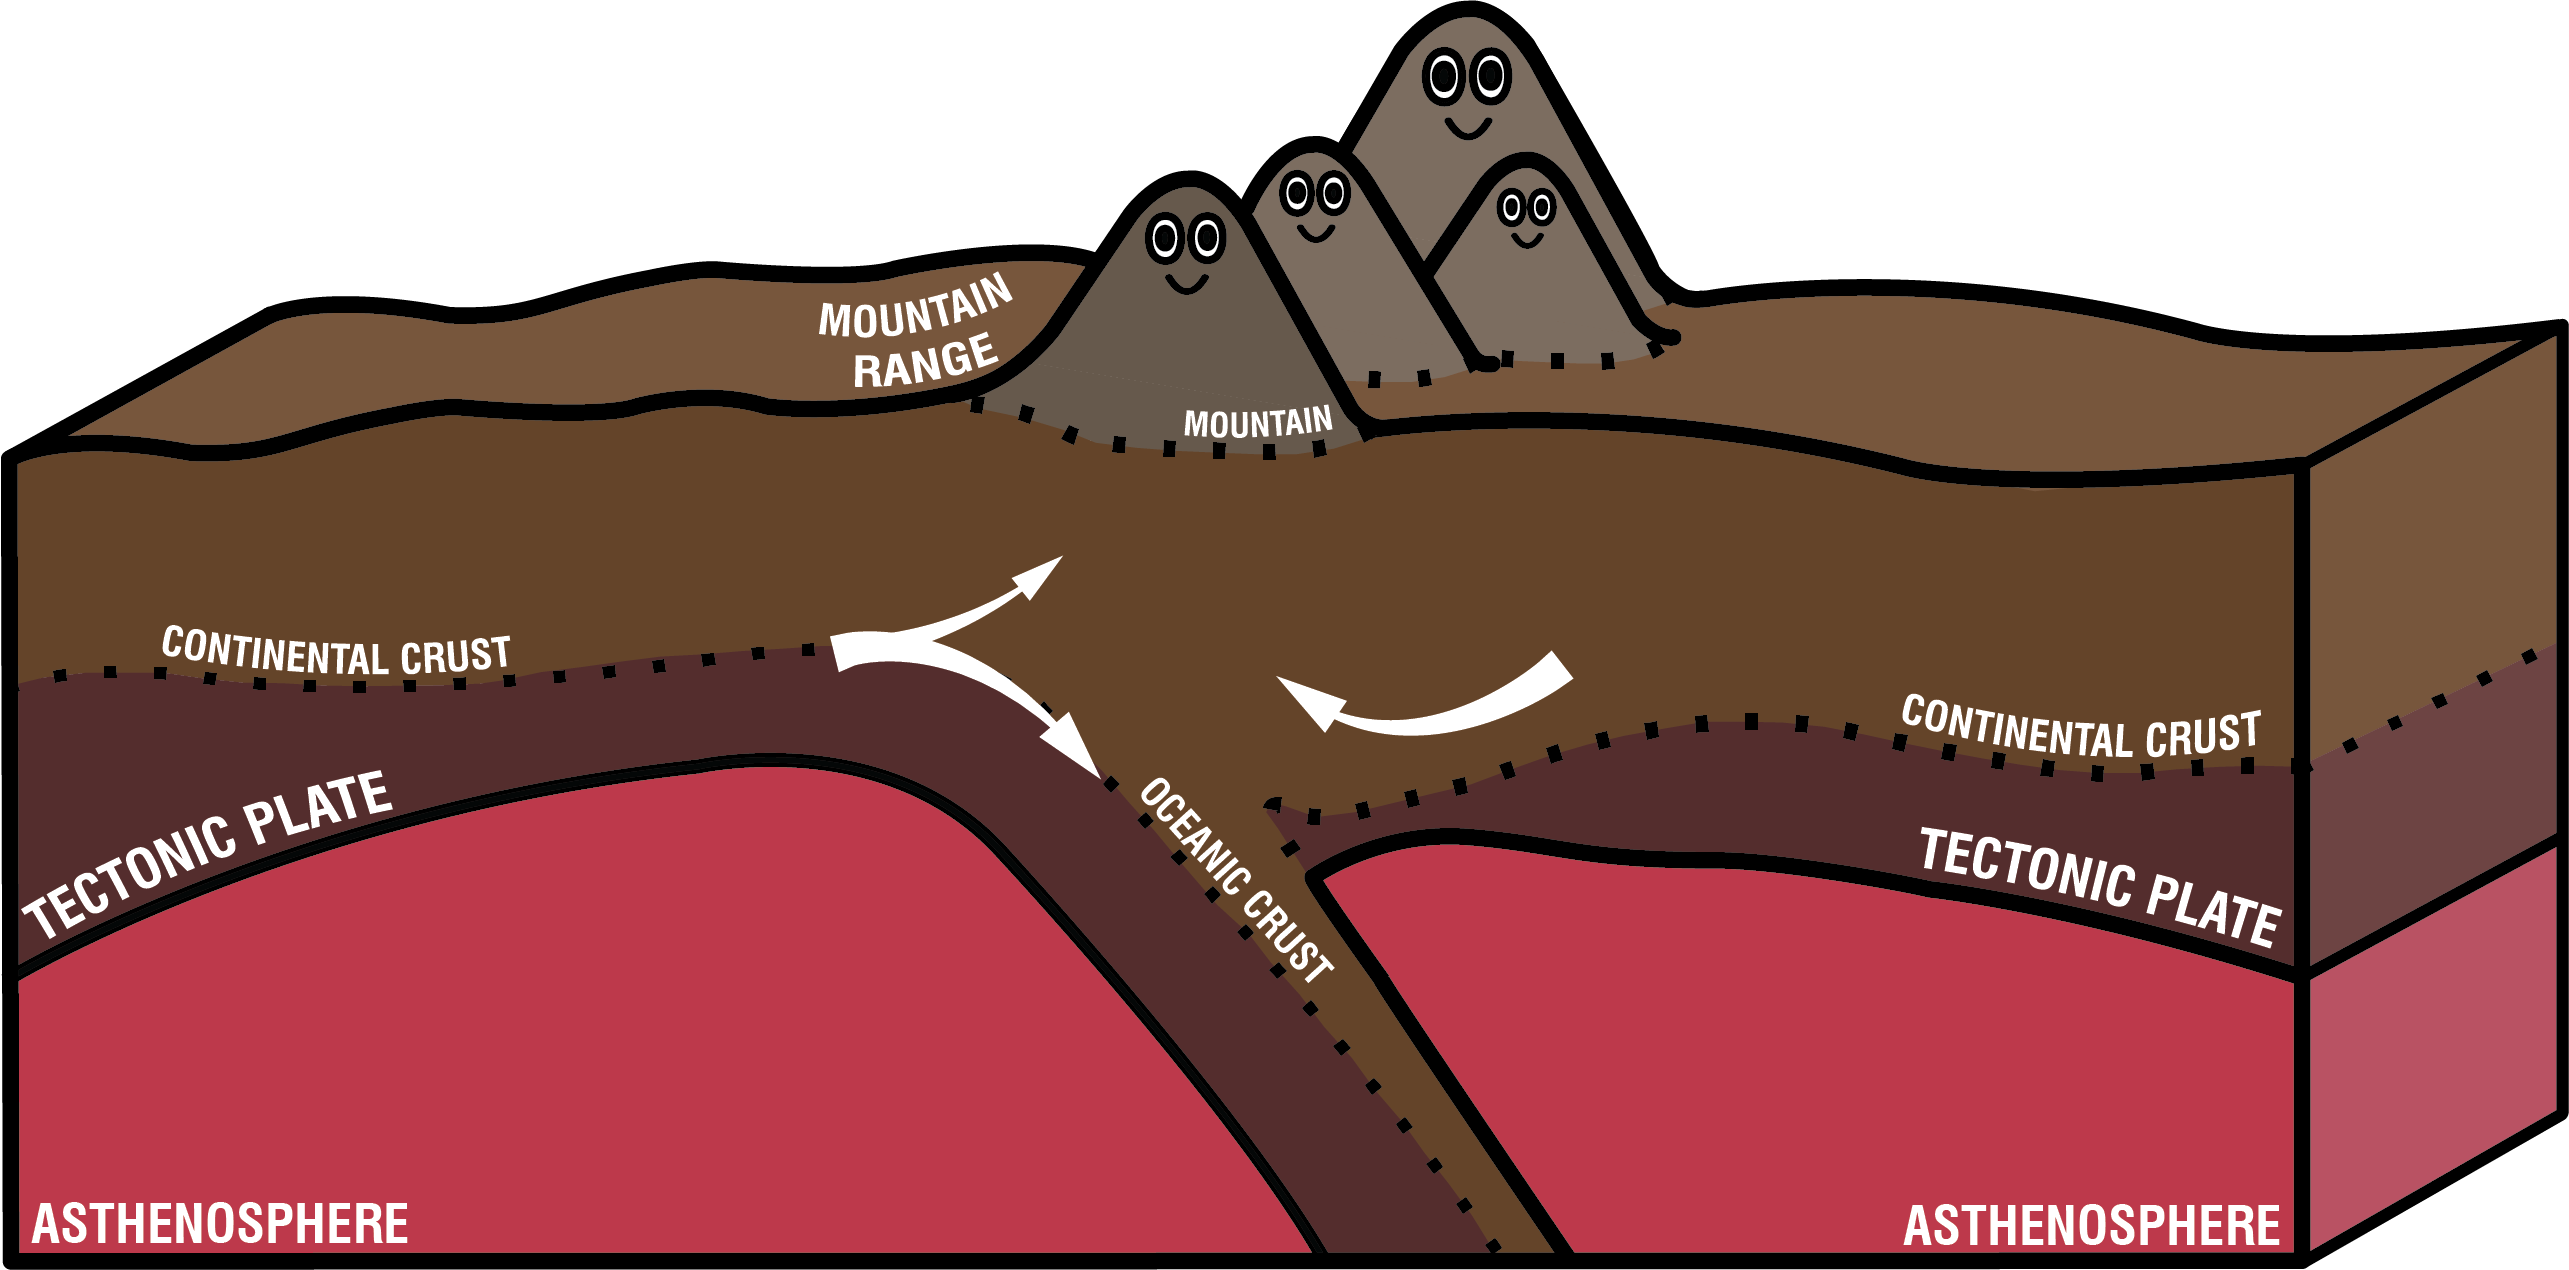 MOUNTAIN
RANGE
MOUNTAIN
CONTINENTAL CRUST
CONTINENTAL CRUST
TECTONIC PLATE
OCEANIC CRUST
TECTONIC PLATE
ASTHENOSPHERE
ASTHENOSPHERE